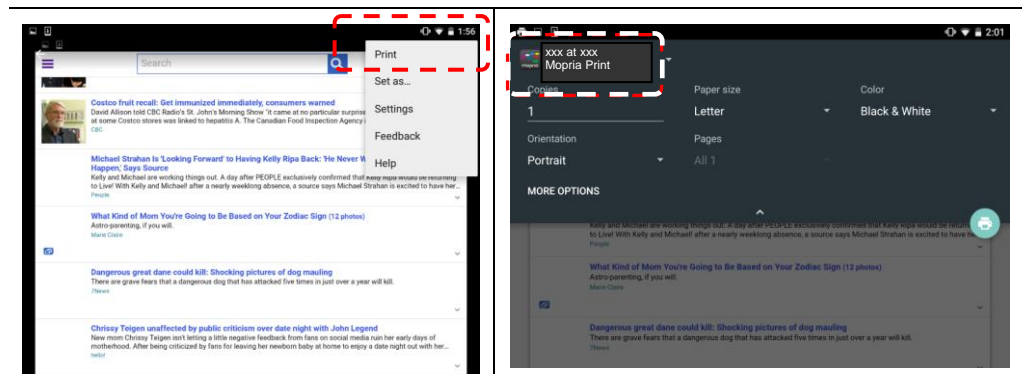 1:56
Search
Print
Set as...
Settings
Feedback
Help
Costco fruit recall: Get immunized immediately, consumers warned
David Allison told CBC Radio's St. John's Morning Show "it came at no particular surprise
at some Costco stores was linked to hepatitis A. The Canadian Food Inspection Agency
CBC
Michael Strahan Is 'Looking Forward' to Having Kelly Ripa Back: 'He Never W
Happen,' Says Source
Kelly and Michael are working things out. A day after PEOPLE exclusively confirmed that Kelly Ripa would be returning
to Live! With Kelly and Michael! after a nearly weeklong absence, a source says Michael Strahan is excited to have her...
People
What Kind of Mom You're Going to Be Based on Your Zodiac Sign (12 photos)
Astro-parenting, if you will.
Marie Claire
Dangerous great dane could kill: Shocking pictures of dog mauling
There are grave fears that a dangerous dog that has attacked five times in just over a year will kill.
7News
Chrissy Teigen unaffected by public criticism over date night with John Legend
New mom Chrissy Teigen isn't letting a little negative feedback from fans on social media ruin her early days of
motherhood. After being criticized by fans for leaving her newborn baby at home to enjoy a date night out with her...
hello!
2:01
mopria
xxx at xxx
Mopria Print
Copies
Paper size
Color
1
Letter
Black & White
Orientation
Pages
Portrait
All 1
MORE OPTIONS
Kelly and Michael are working things out. A day after PEOPLE exclusively confirmed that Kelly Ripa would be return
to Live! With Kelly and Michael! after a nearly weeklong absence, a source says Michael Strahan is excited to have he
People
What Kind of Mom You're Going to Be Based on Your Zodiac Sign (12 photos)
Astro-parenting, if you will.
Marie Claire
Dangerous great dane could kill: Shocking pictures of dog mauling
There are grave fears that a dangerous dog that has attacked five times in just over a year will kill.
7News